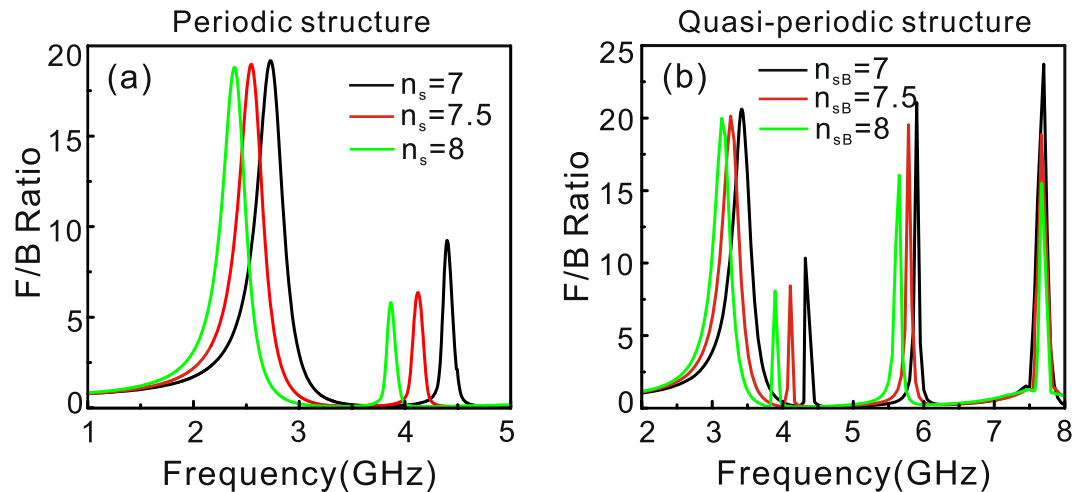 Periodic structure
(a)
n_s=7
n_s=7.5
n_s=8
F/B Ratio
20
15
10
5
0
1 2 3 4 5
Frequency(GHz)
Quasi-periodic structure
(b)
n_sB=7
n_sB=7.5
n_sB=8
F/B Ratio
25
20
15
10
5
0
2 3 4 5 6 7 8
Frequency(GHz)